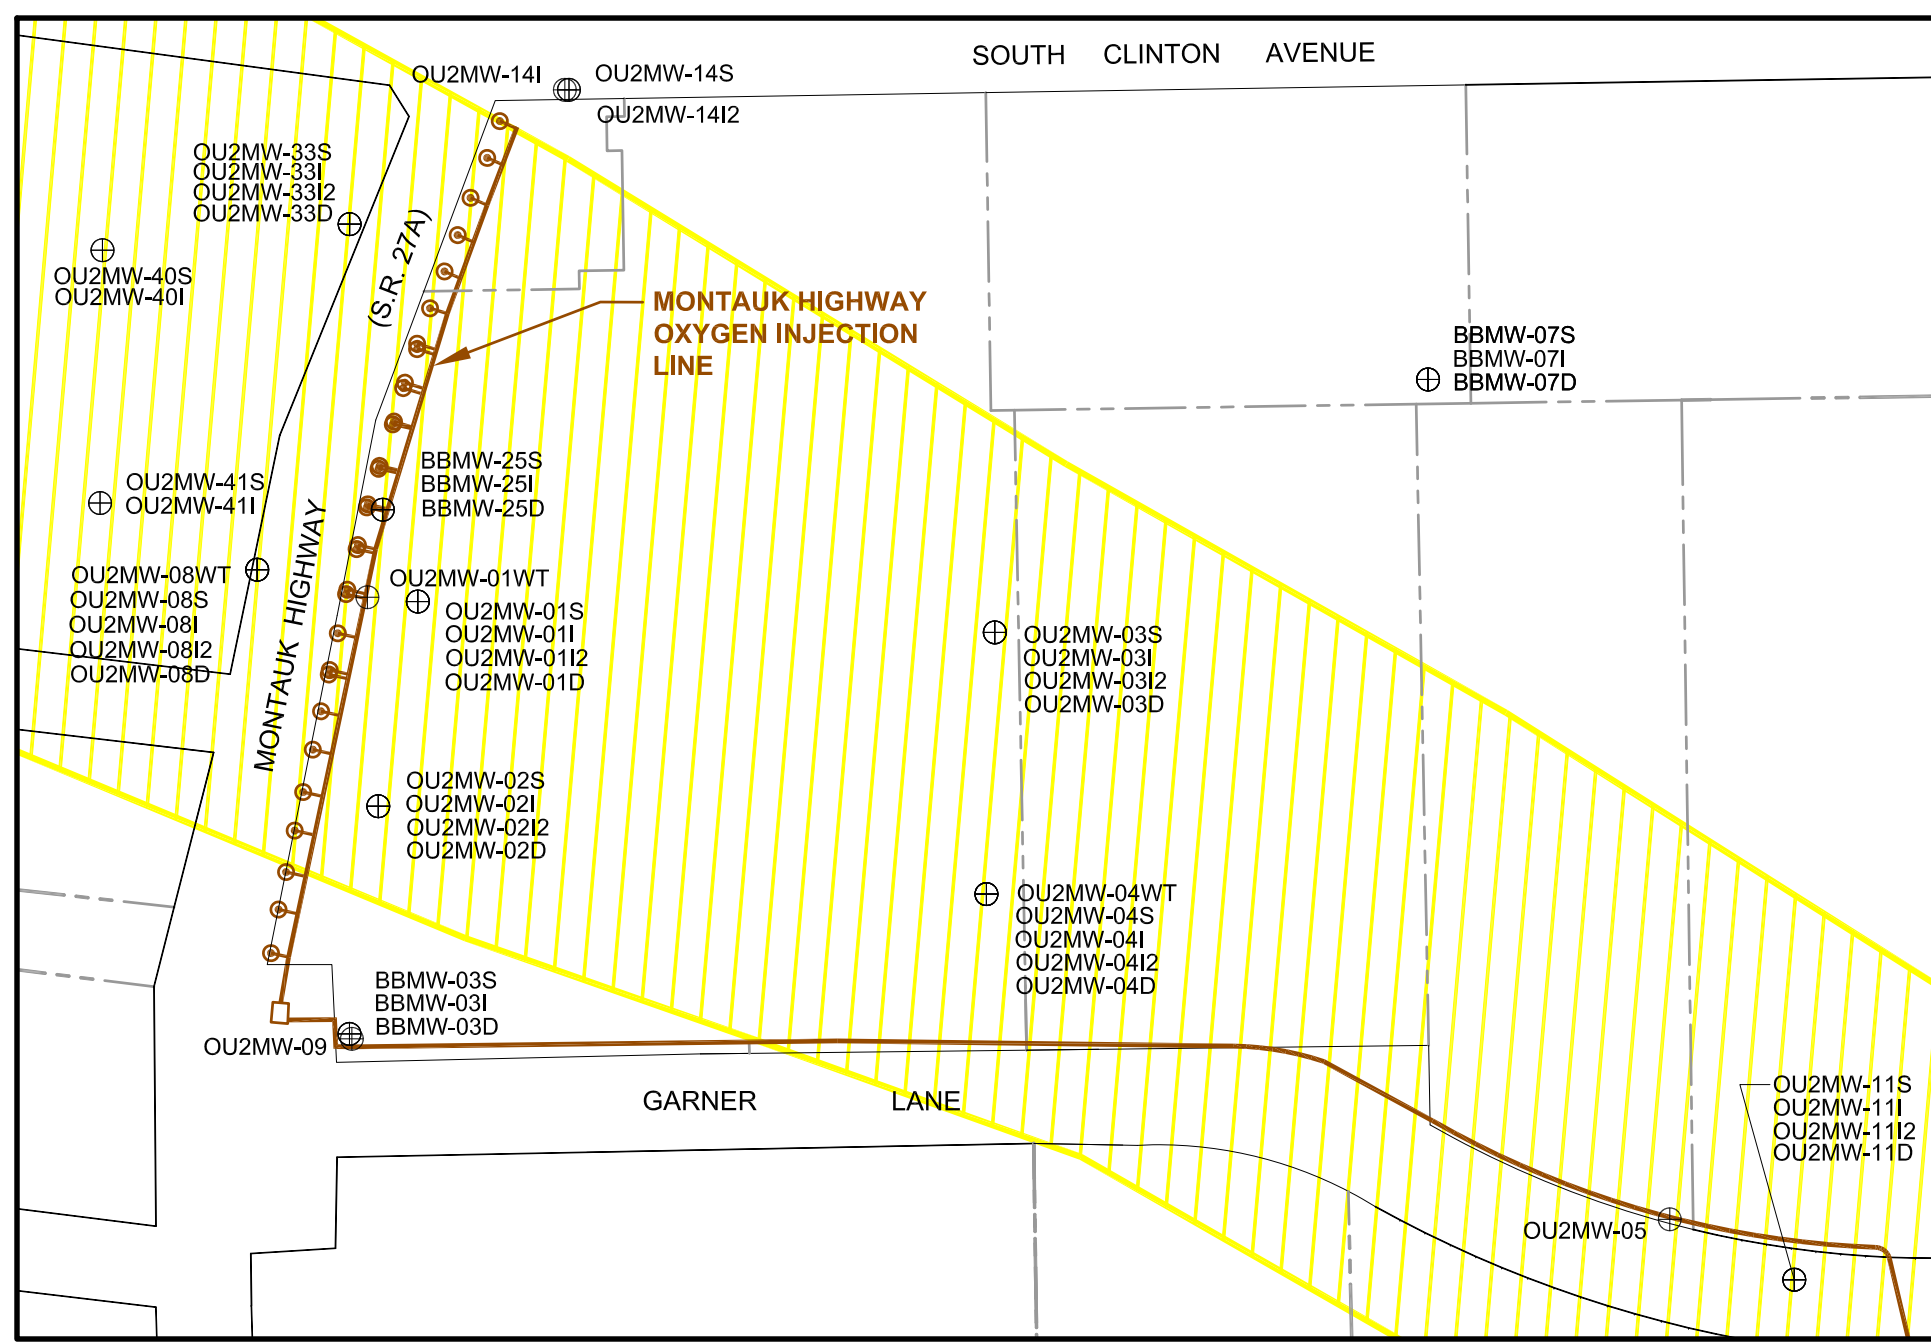 SOUTH CLINTON AVENUE
OU2MW-14I
OU2MW-14S
OU2MW-14I2
OU2MW-33S
OU2MW-33I
OU2MW-33I2
OU2MW-33D
OU2MW-40S
OU2MW-40I
(S.R. 27A)
MONTAUK HIGHWAY
OXYGEN INJECTION
LINE
BBMW-07S
BBMW-07I
BBMW-07D
OU2MW-41S
OU2MW-41I
BBMW-25S
BBMW-25I
BBMW-25D
OU2MW-08WT
OU2MW-08S
OU2MW-08I
OU2MW-08I2
OU2MW-08D
MONTAUK HIGHWAY
OU2MW-01WT
OU2MW-01S
OU2MW-01I
OU2MW-01I2
OU2MW-01D
OU2MW-03S
OU2MW-03I
OU2MW-03I2
OU2MW-03D
OU2MW-02S
OU2MW-02I
OU2MW-02I2
OU2MW-02D
OU2MW-04WT
OU2MW-04S
OU2MW-04I
OU2MW-04I2
OU2MW-04D
BBMW-03S
BBMW-03I
BBMW-03D
OU2MW-09
GARNER LANE
OU2MW-11S
OU2MW-11I
OU2MW-11I2
OU2MW-11D
OU2MW-05